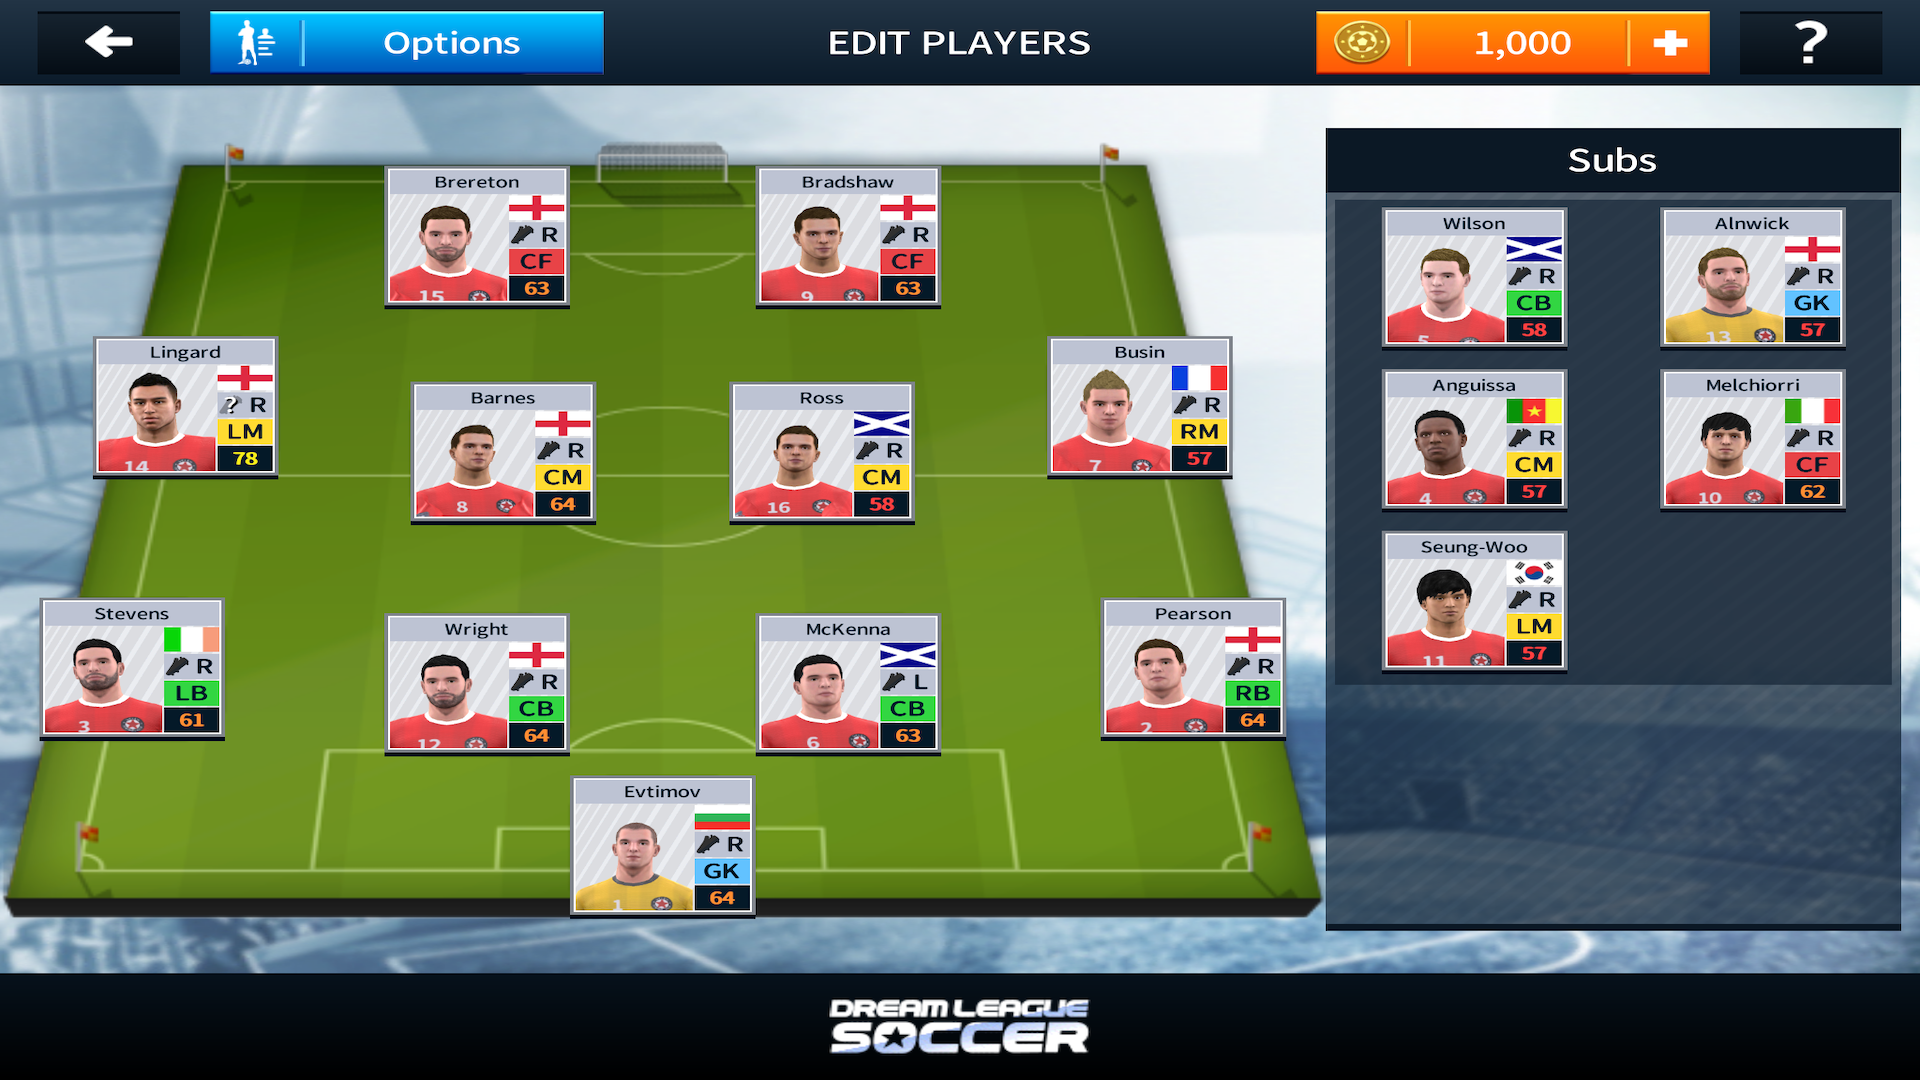 Options
EDIT PLAYERS
1,000
?
Subs
Brereton
R
CF
15
63
Bradshaw
R
CF
9
63
Lingard
? R
LM
14
78
Barnes
R
CM
8
64
Ross
R
CM
16
58
Busin
R
RM
7
57
Stevens
R
LB
3
61
Wright
R
CB
12
64
McKenna
L
CB
6
63
Pearson
R
RB
2
64
Evtimov
R
GK
1
64
Wilson
R
CB
5
58
Alnwick
R
GK
13
57
Anguissa
R
CM
4
57
Melchiorri
R
CF
10
62
Seung-Woo
R
LM
11
57
DREAM LEAGUE
SOCCER